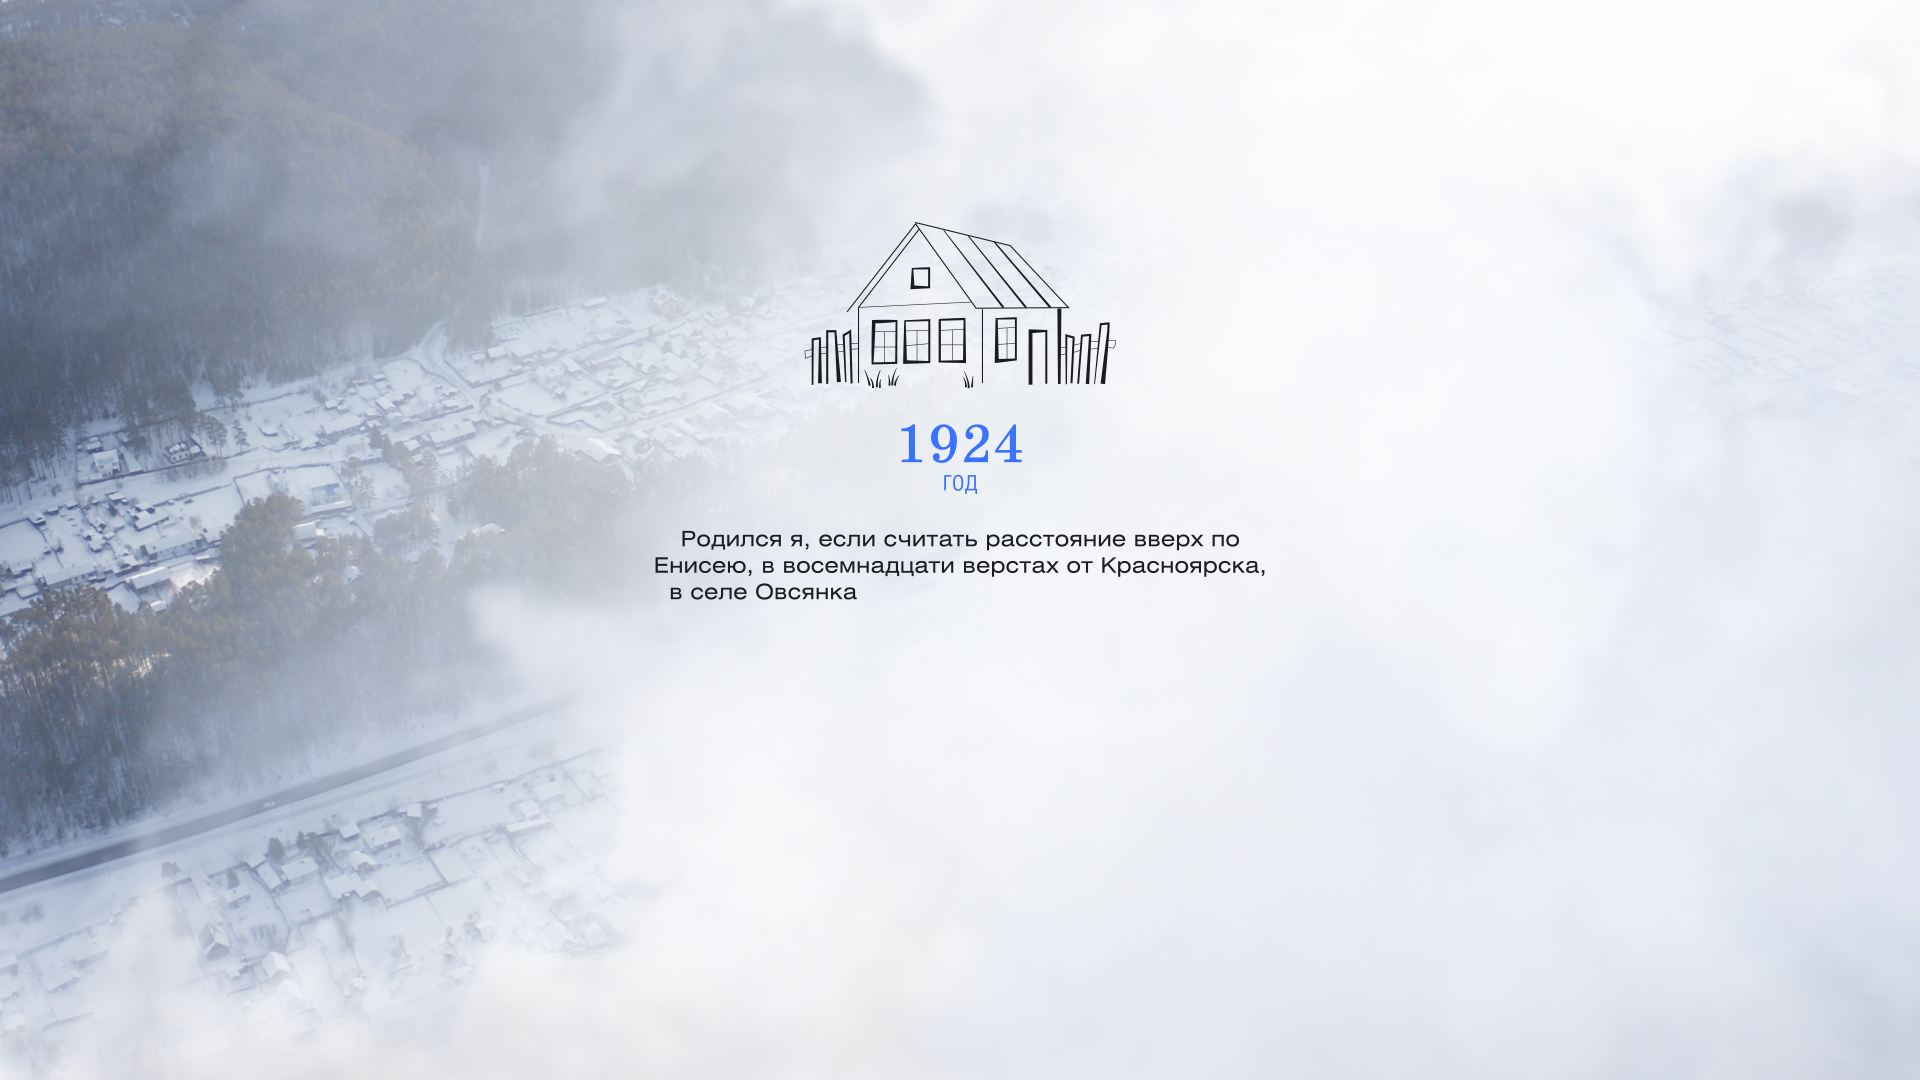 1924
ГОД
Родился я, если считать расстояние вверх по
Енисею, в восемнадцати верстах от Красноярска,
в селе Овсянка